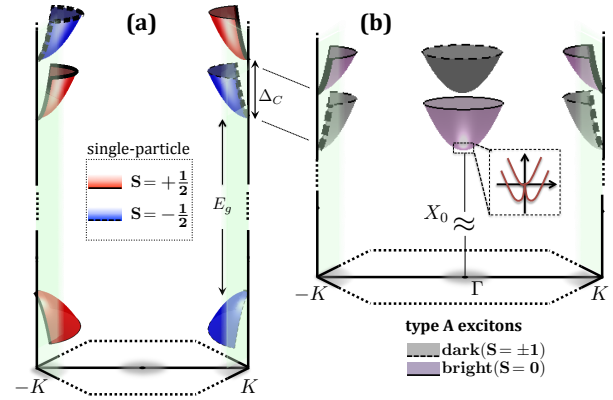 (a)
Δ_C
single-particle
S = +1/2
S = −1/2
E_g
−K
K
(b)
X_0
≈
−K
Γ
K
type A excitons
dark(S = ±1)
bright(S = 0)